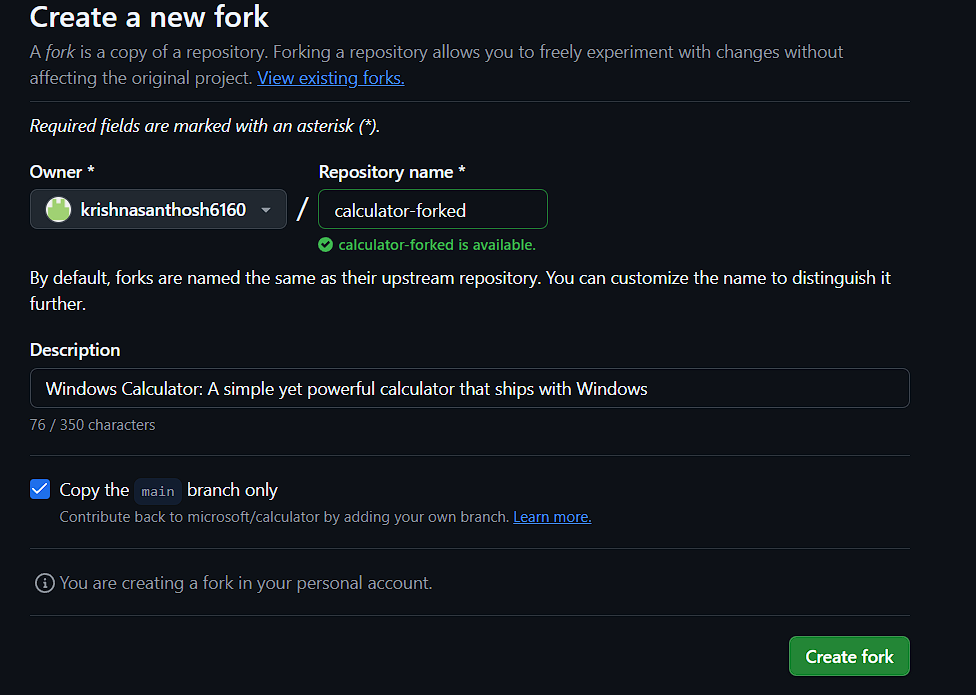 Create a new fork
A fork is a copy of a repository. Forking a repository allows you to freely experiment with changes without
affecting the original project. View existing forks.
Required fields are marked with an asterisk (*).
Owner * Repository name *
krishnasanthosh6160 / calculator-forked
calculator-forked is available.
By default, forks are named the same as their upstream repository. You can customize the name to distinguish it
further.
Description
Windows Calculator: A simple yet powerful calculator that ships with Windows
76 / 350 characters
Copy the main branch only
Contribute back to microsoft/calculator by adding your own branch. Learn more.
You are creating a fork in your personal account.
Create fork